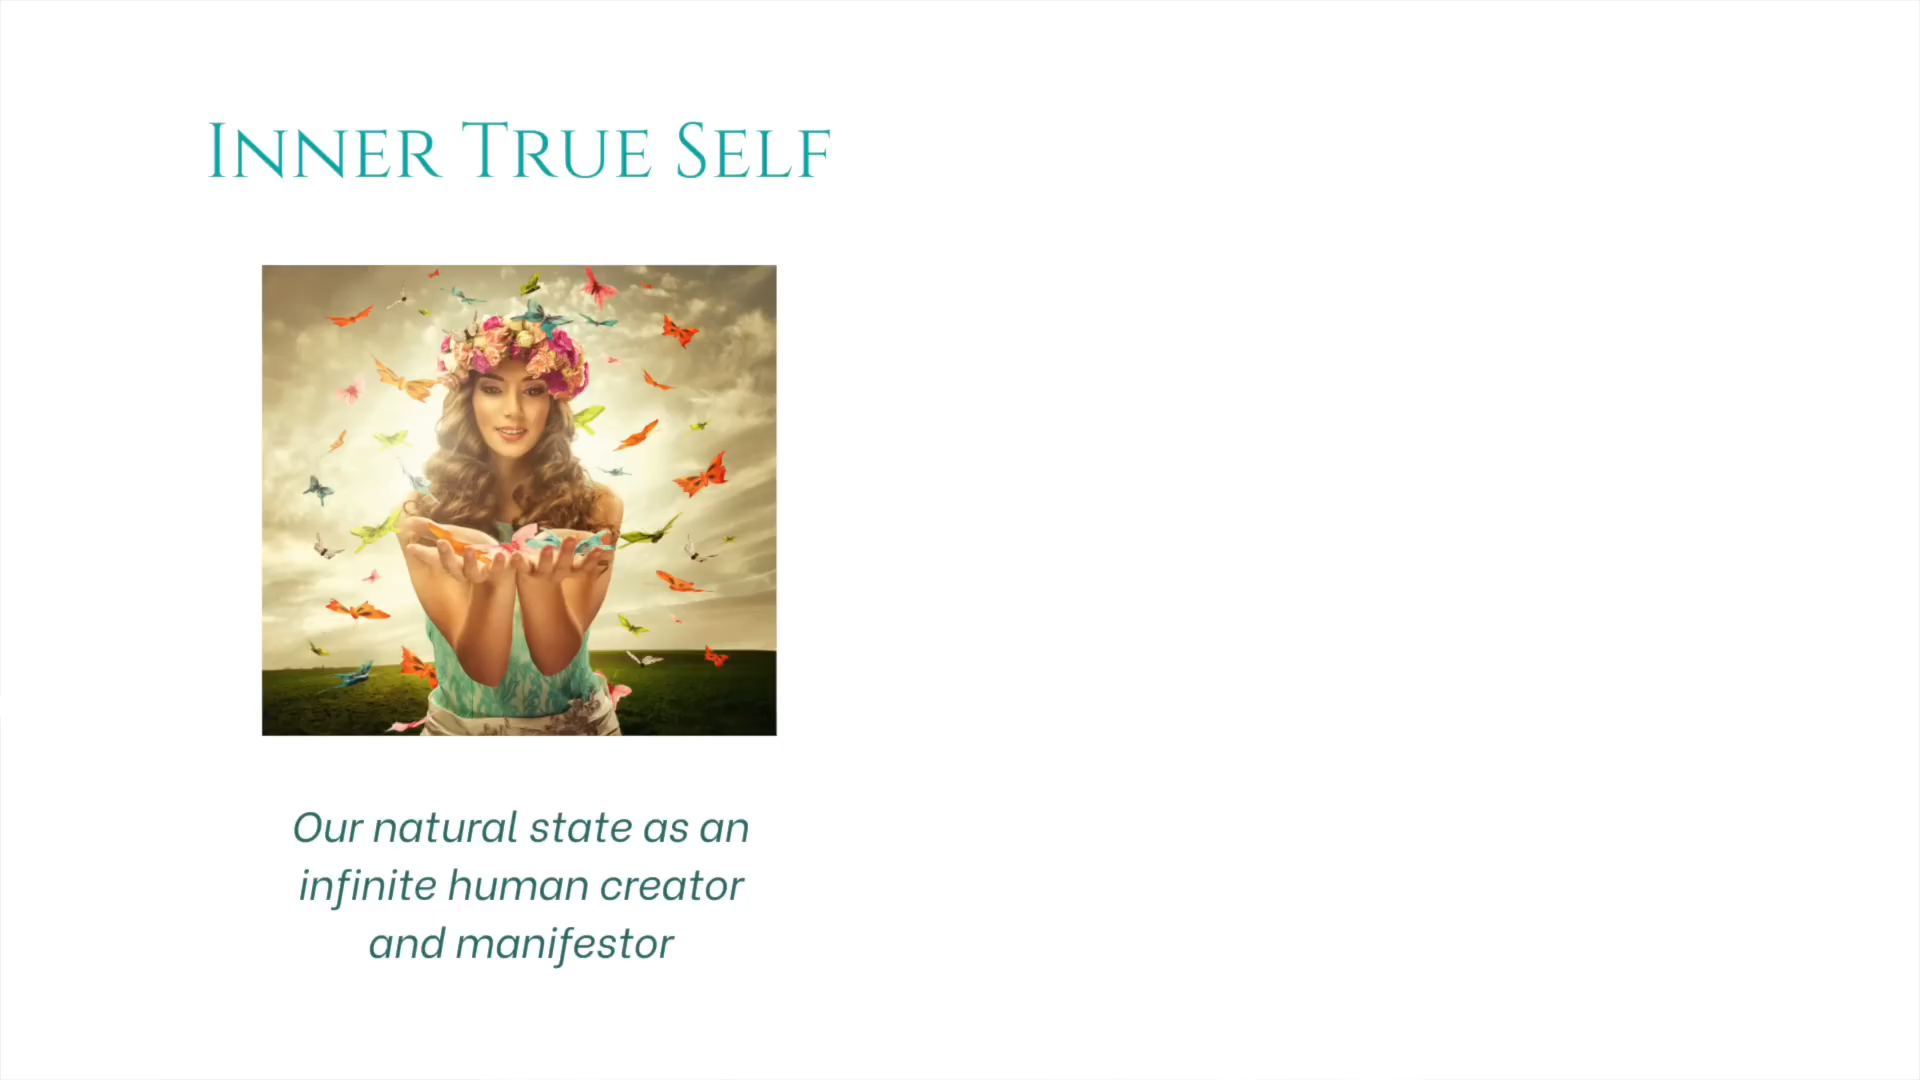 Inner True Self
Our natural state as an
infinite human creator
and manifestor